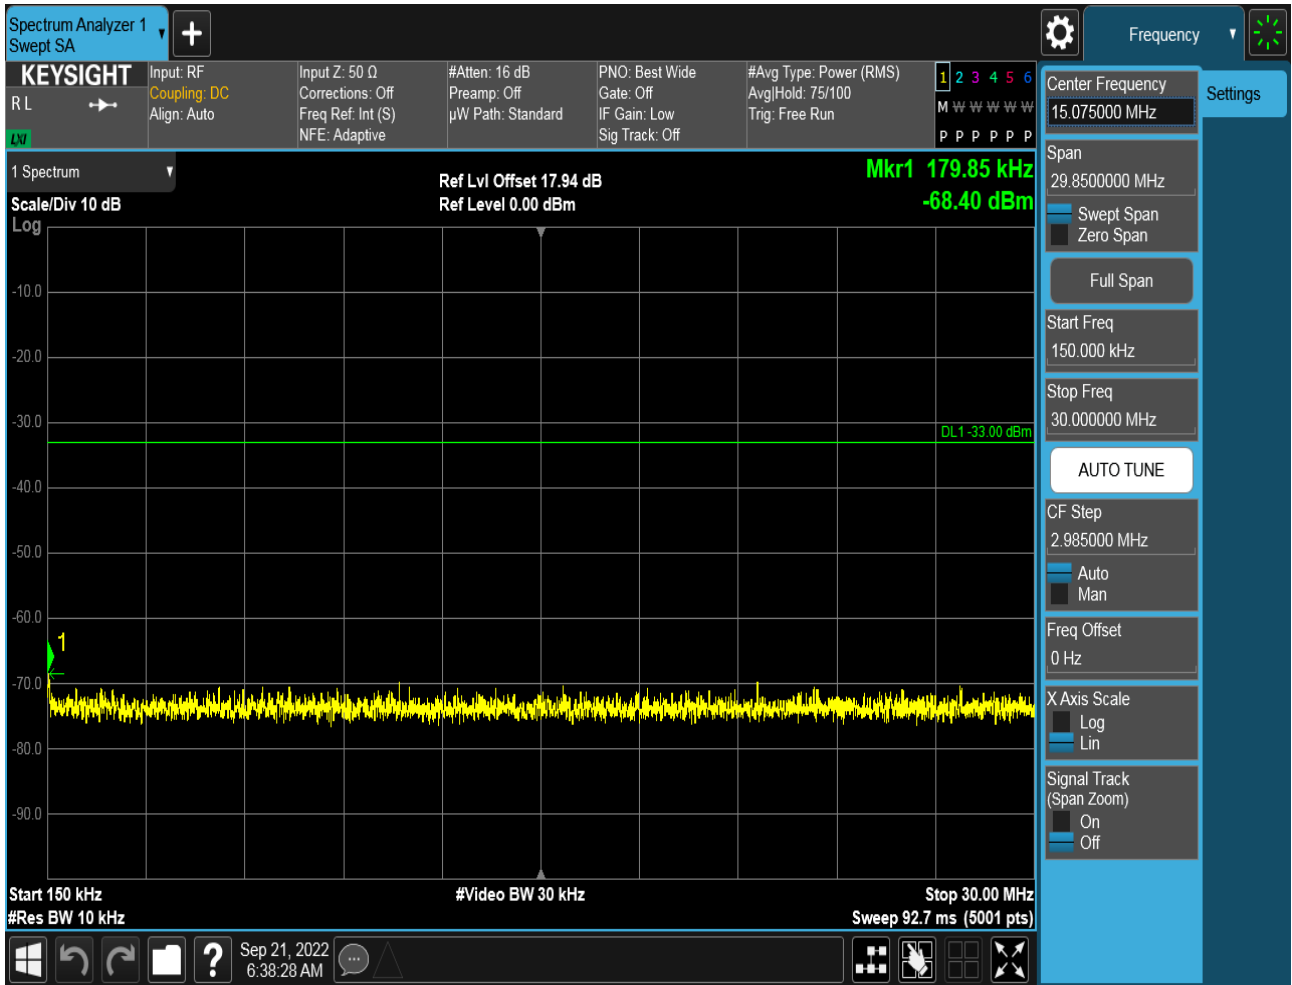 Spectrum Analyzer 1
Swept SA
Frequency
KEYSIGHT
R L
LXI
Input: RF
Coupling: DC
Align: Auto
Input Z: 50 Ω
Corrections: Off
Freq Ref: Int (S)
NFE: Adaptive
#Atten: 16 dB
Preamp: Off
µW Path: Standard
PNO: Best Wide
Gate: Off
IF Gain: Low
Sig Track: Off
#Avg Type: Power (RMS)
Avg|Hold: 75/100
Trig: Free Run
1 2 3 4 5 6
M W W W W W
P P P P P P
1 Spectrum
Scale/Div 10 dB
Log
Ref Lvl Offset 17.94 dB
Ref Level 0.00 dBm
Mkr1 179.85 kHz
-68.40 dBm
-10.0
-20.0
-30.0
DL1 -33.00 dBm
-40.0
-50.0
-60.0
1
-70.0
-80.0
-90.0
Start 150 kHz
#Video BW 30 kHz
Stop 30.00 MHz
#Res BW 10 kHz
Sweep 92.7 ms (5001 pts)
Sep 21, 2022
6:38:28 AM
Center Frequency
15.075000 MHz
Settings
Span
29.8500000 MHz
Swept Span
Zero Span
Full Span
Start Freq
150.000 kHz
Stop Freq
30.000000 MHz
AUTO TUNE
CF Step
2.985000 MHz
Auto
Man
Freq Offset
0 Hz
X Axis Scale
Log
Lin
Signal Track
(Span Zoom)
On
Off